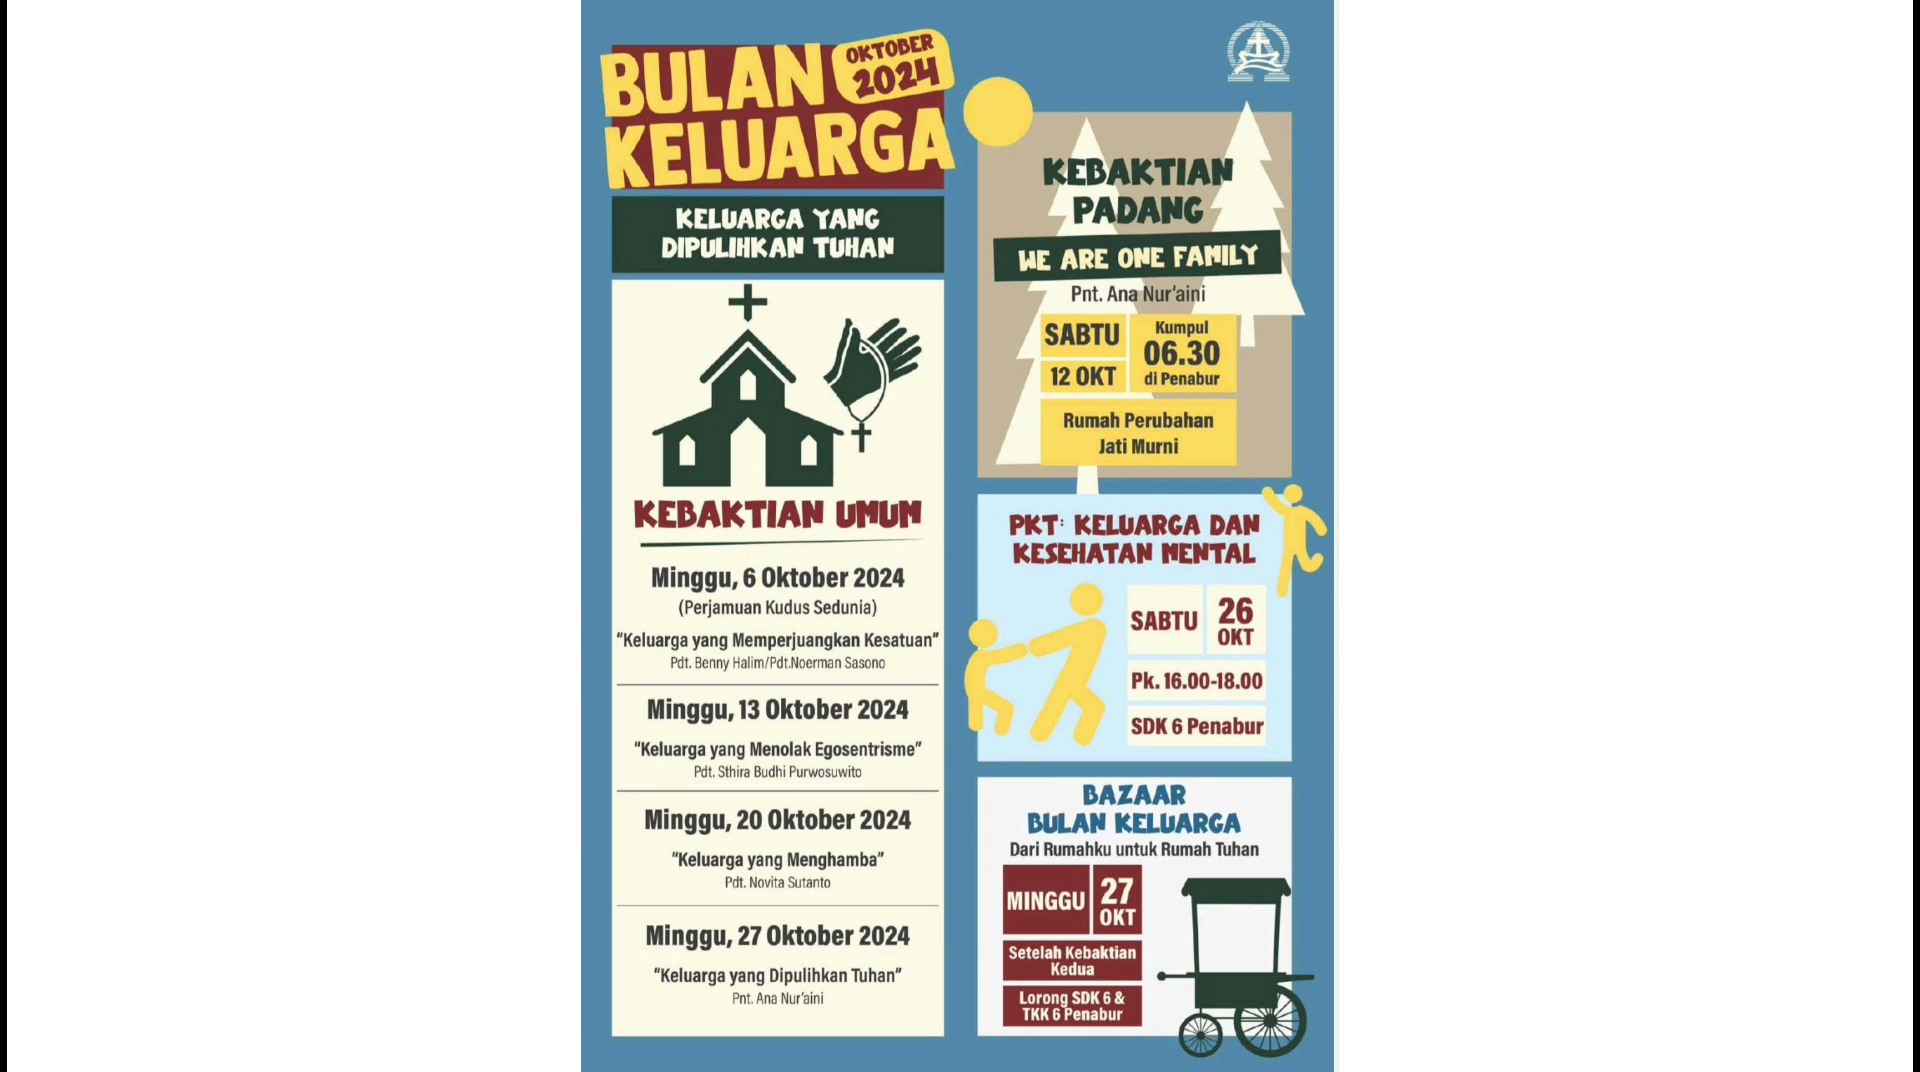 BULAN
OKTOBER
2024
KELUARGA
KELUARGA YANG
DIPULIHKAN TUHAN
KEBAKTIAN UMUM
Minggu, 6 Oktober 2024
(Perjamuan Kudus Sedunia)
“Keluarga yang Memperjuangkan Kesatuan”
Pdt. Benny Halim/Pdt.Noerman Sasono
Minggu, 13 Oktober 2024
“Keluarga yang Menolak Egosentrisme”
Pdt. Sthira Budhi Purwosuwito
Minggu, 20 Oktober 2024
“Keluarga yang Menghamba”
Pdt. Novita Sutanto
Minggu, 27 Oktober 2024
“Keluarga yang Dipulihkan Tuhan”
Pnt. Ana Nur’aini
KEBAKTIAN
PADANG
WE ARE ONE FAMILY
Pnt. Ana Nur’aini
SABTU
12 OKT
Kumpul
06.30
di Penabur
Rumah Perubahan
Jati Murni
PKT: KELUARGA DAN
KESEHATAN MENTAL
SABTU
26
OKT
Pk. 16.00-18.00
SDK 6 Penabur
BAZAAR
BULAN KELUARGA
Dari Rumahku untuk Rumah Tuhan
MINGGU
27
OKT
Setelah Kebaktian
Kedua
Lorong SDK 6 &
TKK 6 Penabur